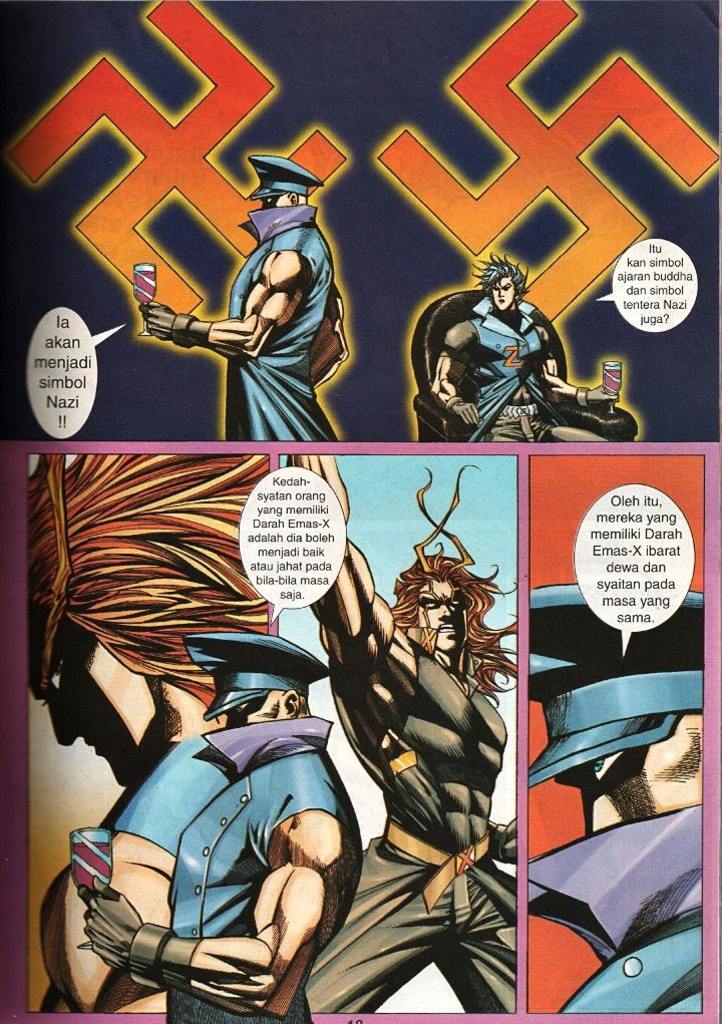 Itu
kan simbol
ajaran buddha
dan simbol
tentera Nazi
juga?
Ia
akan
menjadi
simbol
Nazi
!!
Z
Kedah-
syatan orang
yang memiliki
Darah Emas-X
adalah dia boleh
menjadi baik
atau jahat pada
bila-bila masa
saja.
X
Oleh itu,
mereka yang
memiliki Darah
Emas-X ibarat
dewa dan
syaitan pada
masa yang
sama.